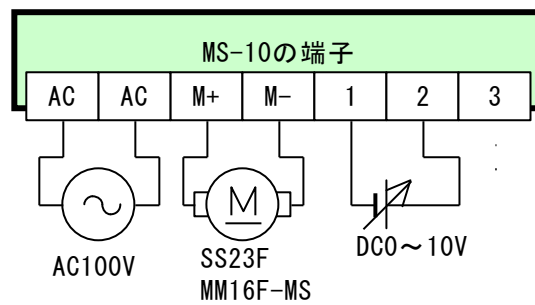 MS-10の端子
AC AC M+ M- 1 2 3
M
AC100V
SS23F
MM16F-MS
DC0～10V